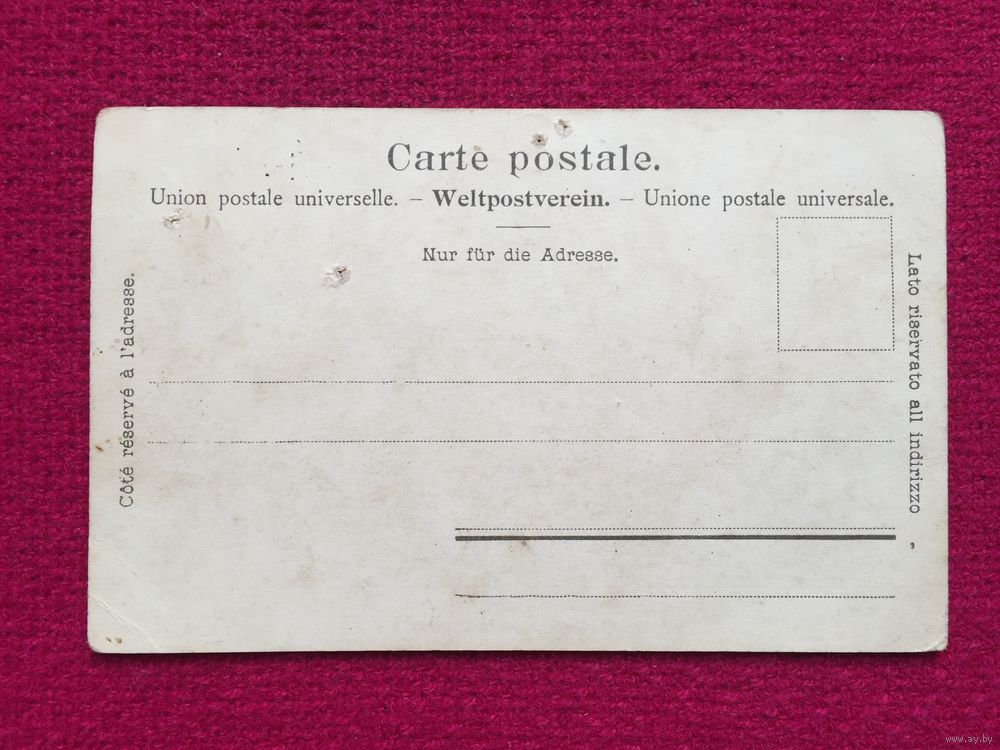 Carte postale.
Union postale universelle. – Weltpostverein. – Unione postale universale.
Nur für die Adresse.
Côté réservé à l'adresse.
Lato riservato all indirizzo
www.ay.by